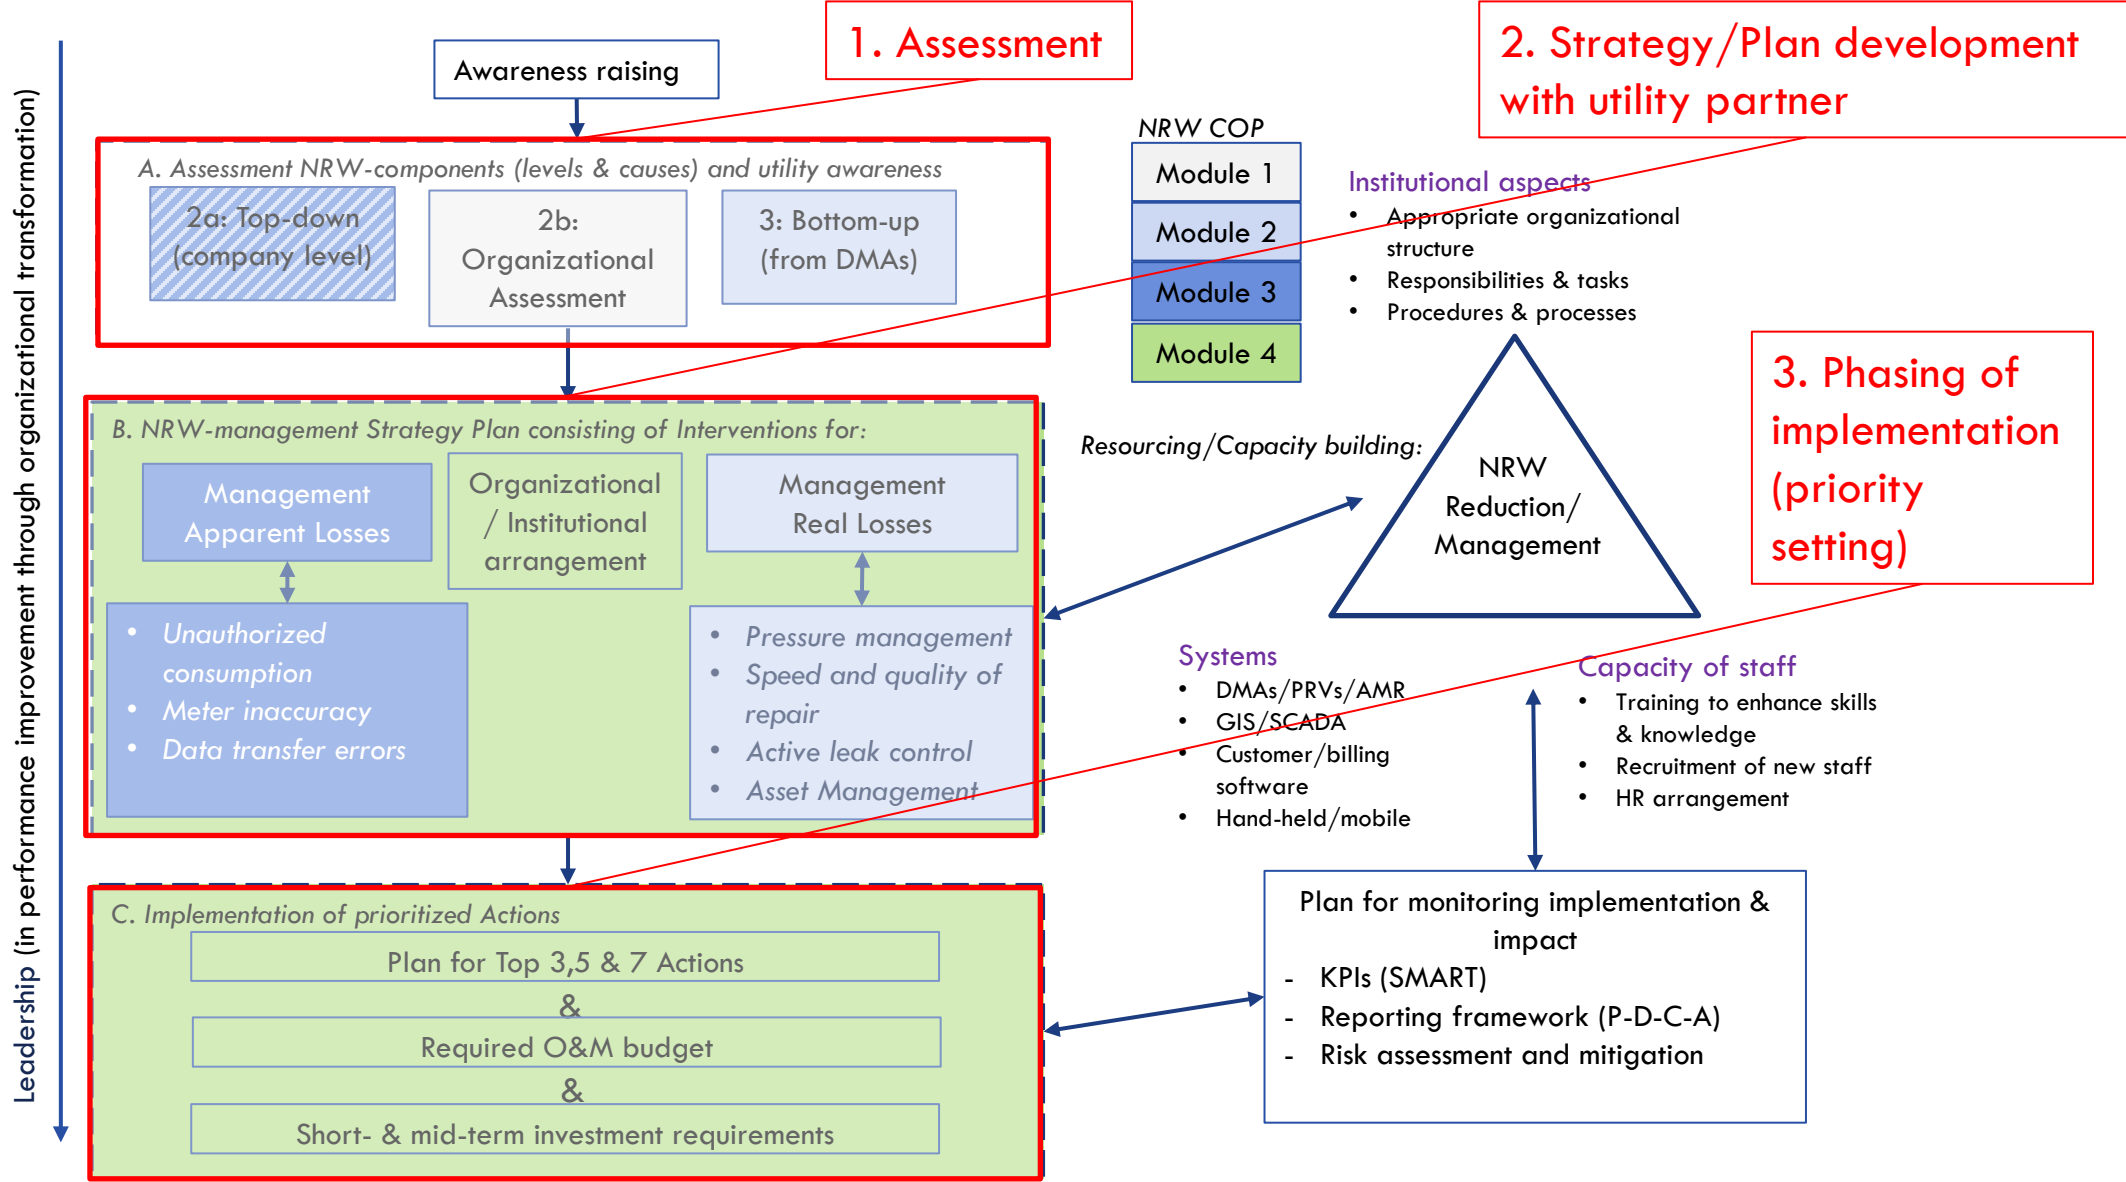 Leadership (in performance improvement through organizational transformation)
Awareness raising
1. Assessment
2. Strategy/Plan development
with utility partner
A. Assessment NRW-components (levels & causes) and utility awareness
2a: Top-down
(company level)
2b:
Organizational
Assessment
3: Bottom-up
(from DMAs)
NRW COP
Module 1
Module 2
Module 3
Module 4
Institutional aspects
• Appropriate organizational
structure
• Responsibilities & tasks
• Procedures & processes
3. Phasing of
implementation
(priority
setting)
B. NRW-management Strategy Plan consisting of Interventions for:
Management
Apparent Losses
Organizational
/ Institutional
arrangement
Management
Real Losses
• Unauthorized
consumption
• Meter inaccuracy
• Data transfer errors
• Pressure management
• Speed and quality of
repair
• Active leak control
• Asset Management
Resourcing/Capacity building:
NRW
Reduction/
Management
Systems
• DMAs/PRVs/AMR
• GIS/SCADA
• Customer/billing
software
• Hand-held/mobile
Capacity of staff
• Training to enhance skills
& knowledge
• Recruitment of new staff
• HR arrangement
C. Implementation of prioritized Actions
Plan for Top 3,5 & 7 Actions
&
Required O&M budget
&
Short- & mid-term investment requirements
Plan for monitoring implementation &
impact
- KPIs (SMART)
- Reporting framework (P-D-C-A)
- Risk assessment and mitigation